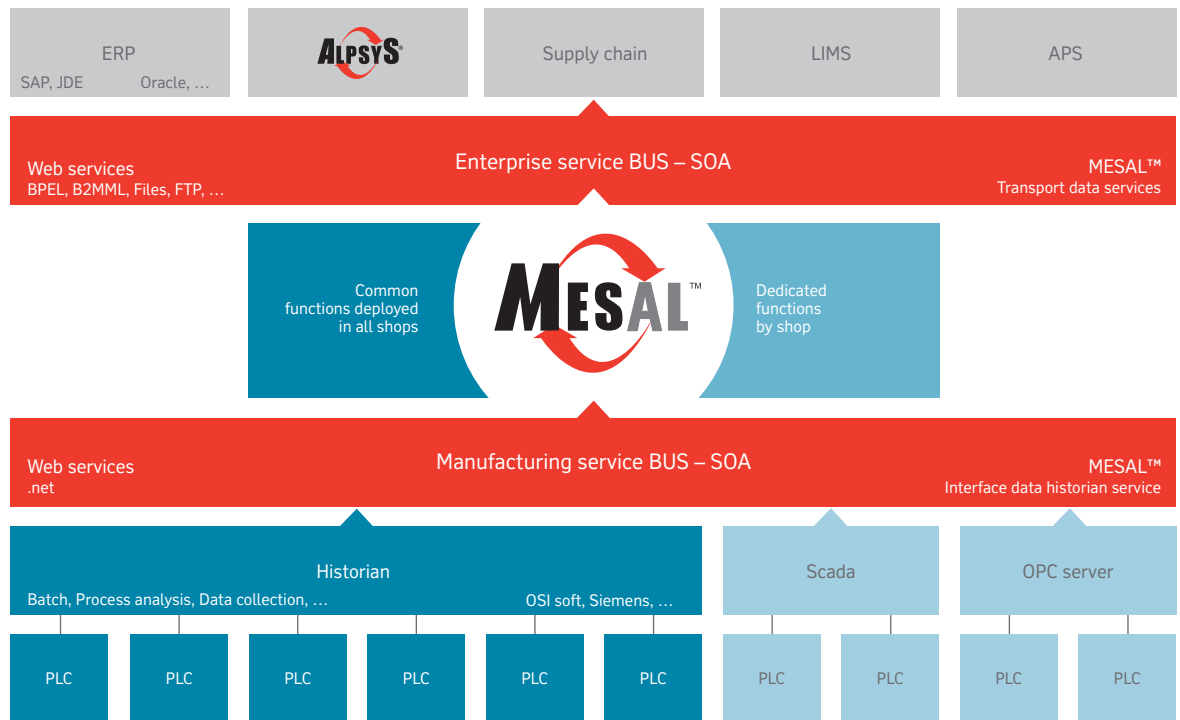 ERP
SAP, JDE
Oracle, ...
ALPSYS®
Supply chain
LIMS
APS
Web services
BPEL, B2MML, Files, FTP, ...
Enterprise service BUS – SOA
MESAL™
Transport data services
Common
functions deployed
in all shops
MESAL™
Dedicated
functions
by shop
Web services
.net
Manufacturing service BUS – SOA
MESAL™
Interface data historian service
Historian
Batch, Process analysis, Data collection, ...
OSI soft, Siemens, ...
Scada
OPC server
PLC
PLC
PLC
PLC
PLC
PLC
PLC
PLC
PLC
PLC